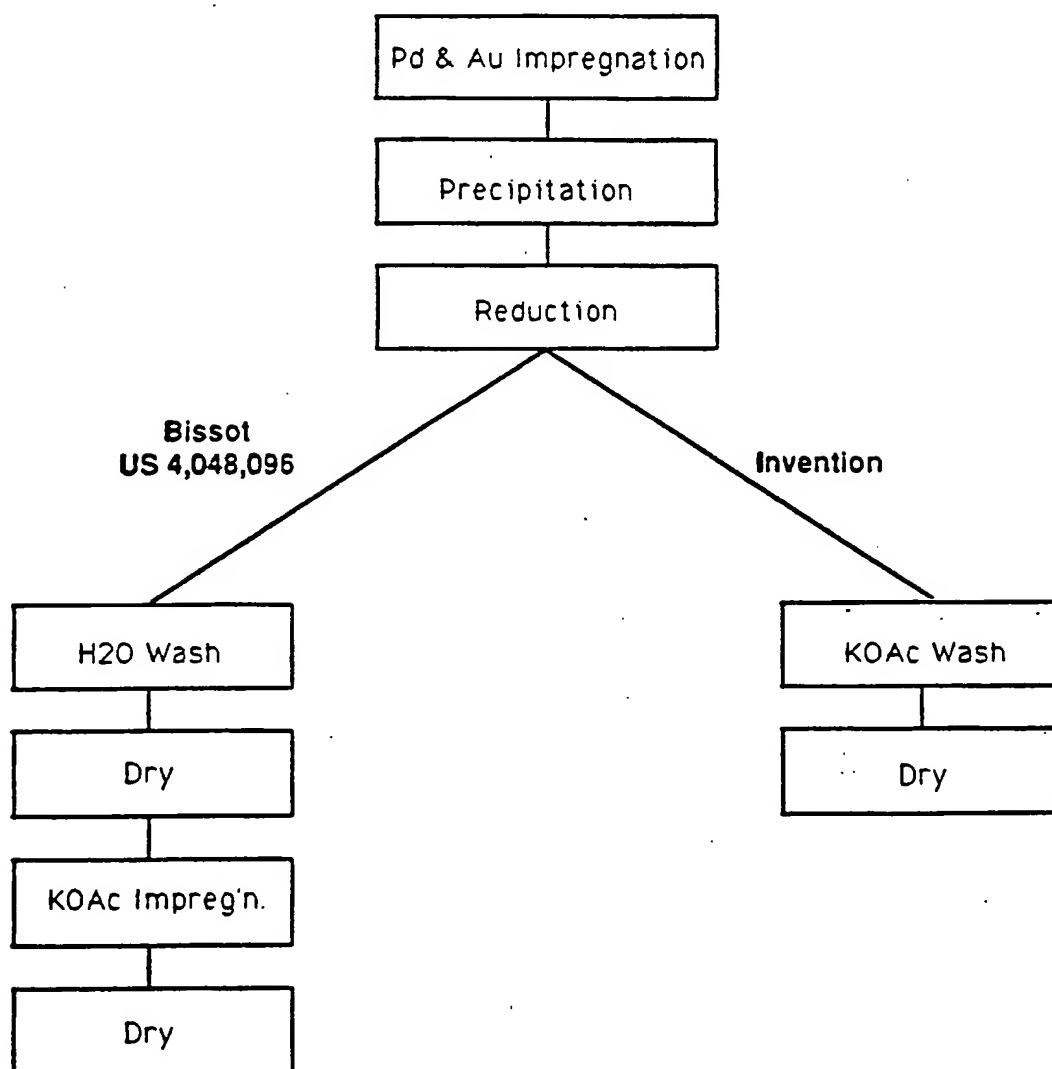 Pd & Au Impregnation
Precipitation
Reduction
Bissot
US 4,048,096
Invention
H2O Wash
Dry
KOAc Impreg'n.
Dry
KOAc Wash
Dry